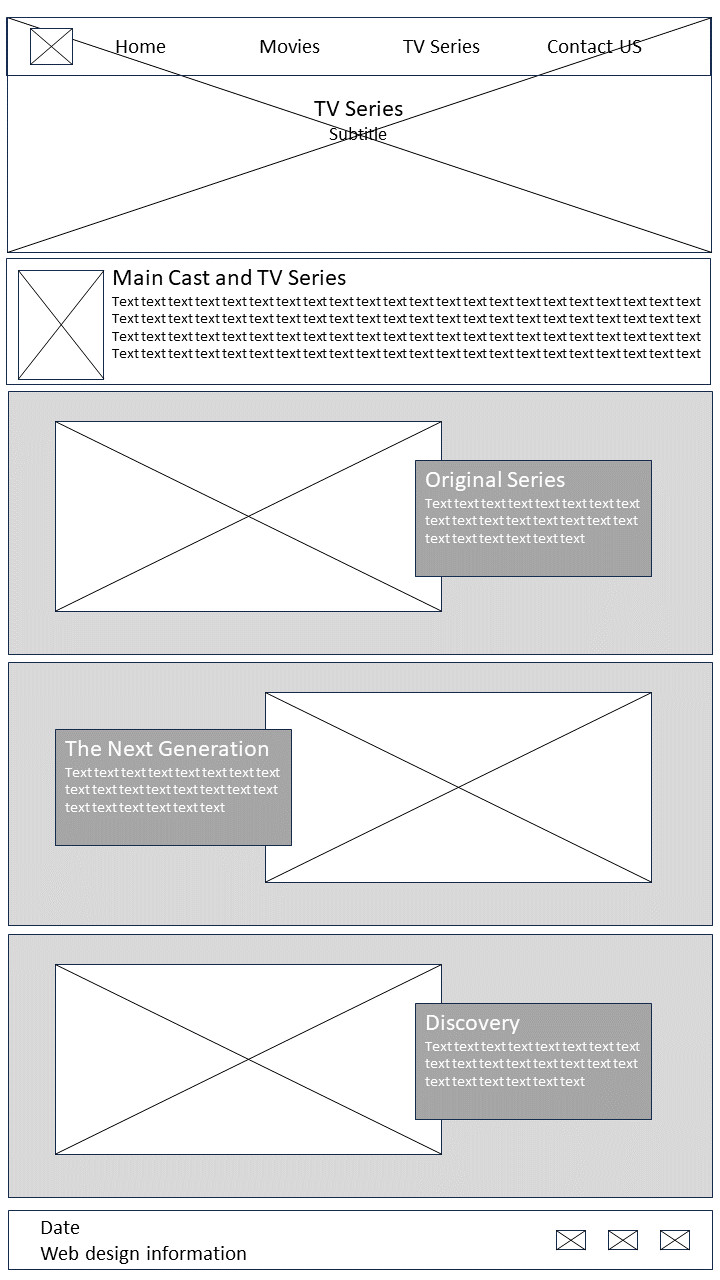 Home Movies TV Series Contact US
TV Series
Subtitle
Main Cast and TV Series
Text text text text text text text text text text text text text text text text text text text text text text
Text text text text text text text text text text text text text text text text text text text text text text
Text text text text text text text text text text text text text text text text text text text text text text
Text text text text text text text text text text text text text text text text text text text text text text
Original Series
Text text text text text text text text
text text text text text text text text
text text text text text text
The Next Generation
Text text text text text text text text
text text text text text text text text
text text text text text text
Discovery
Text text text text text text text text
text text text text text text text text
text text text text text text
Date
Web design information